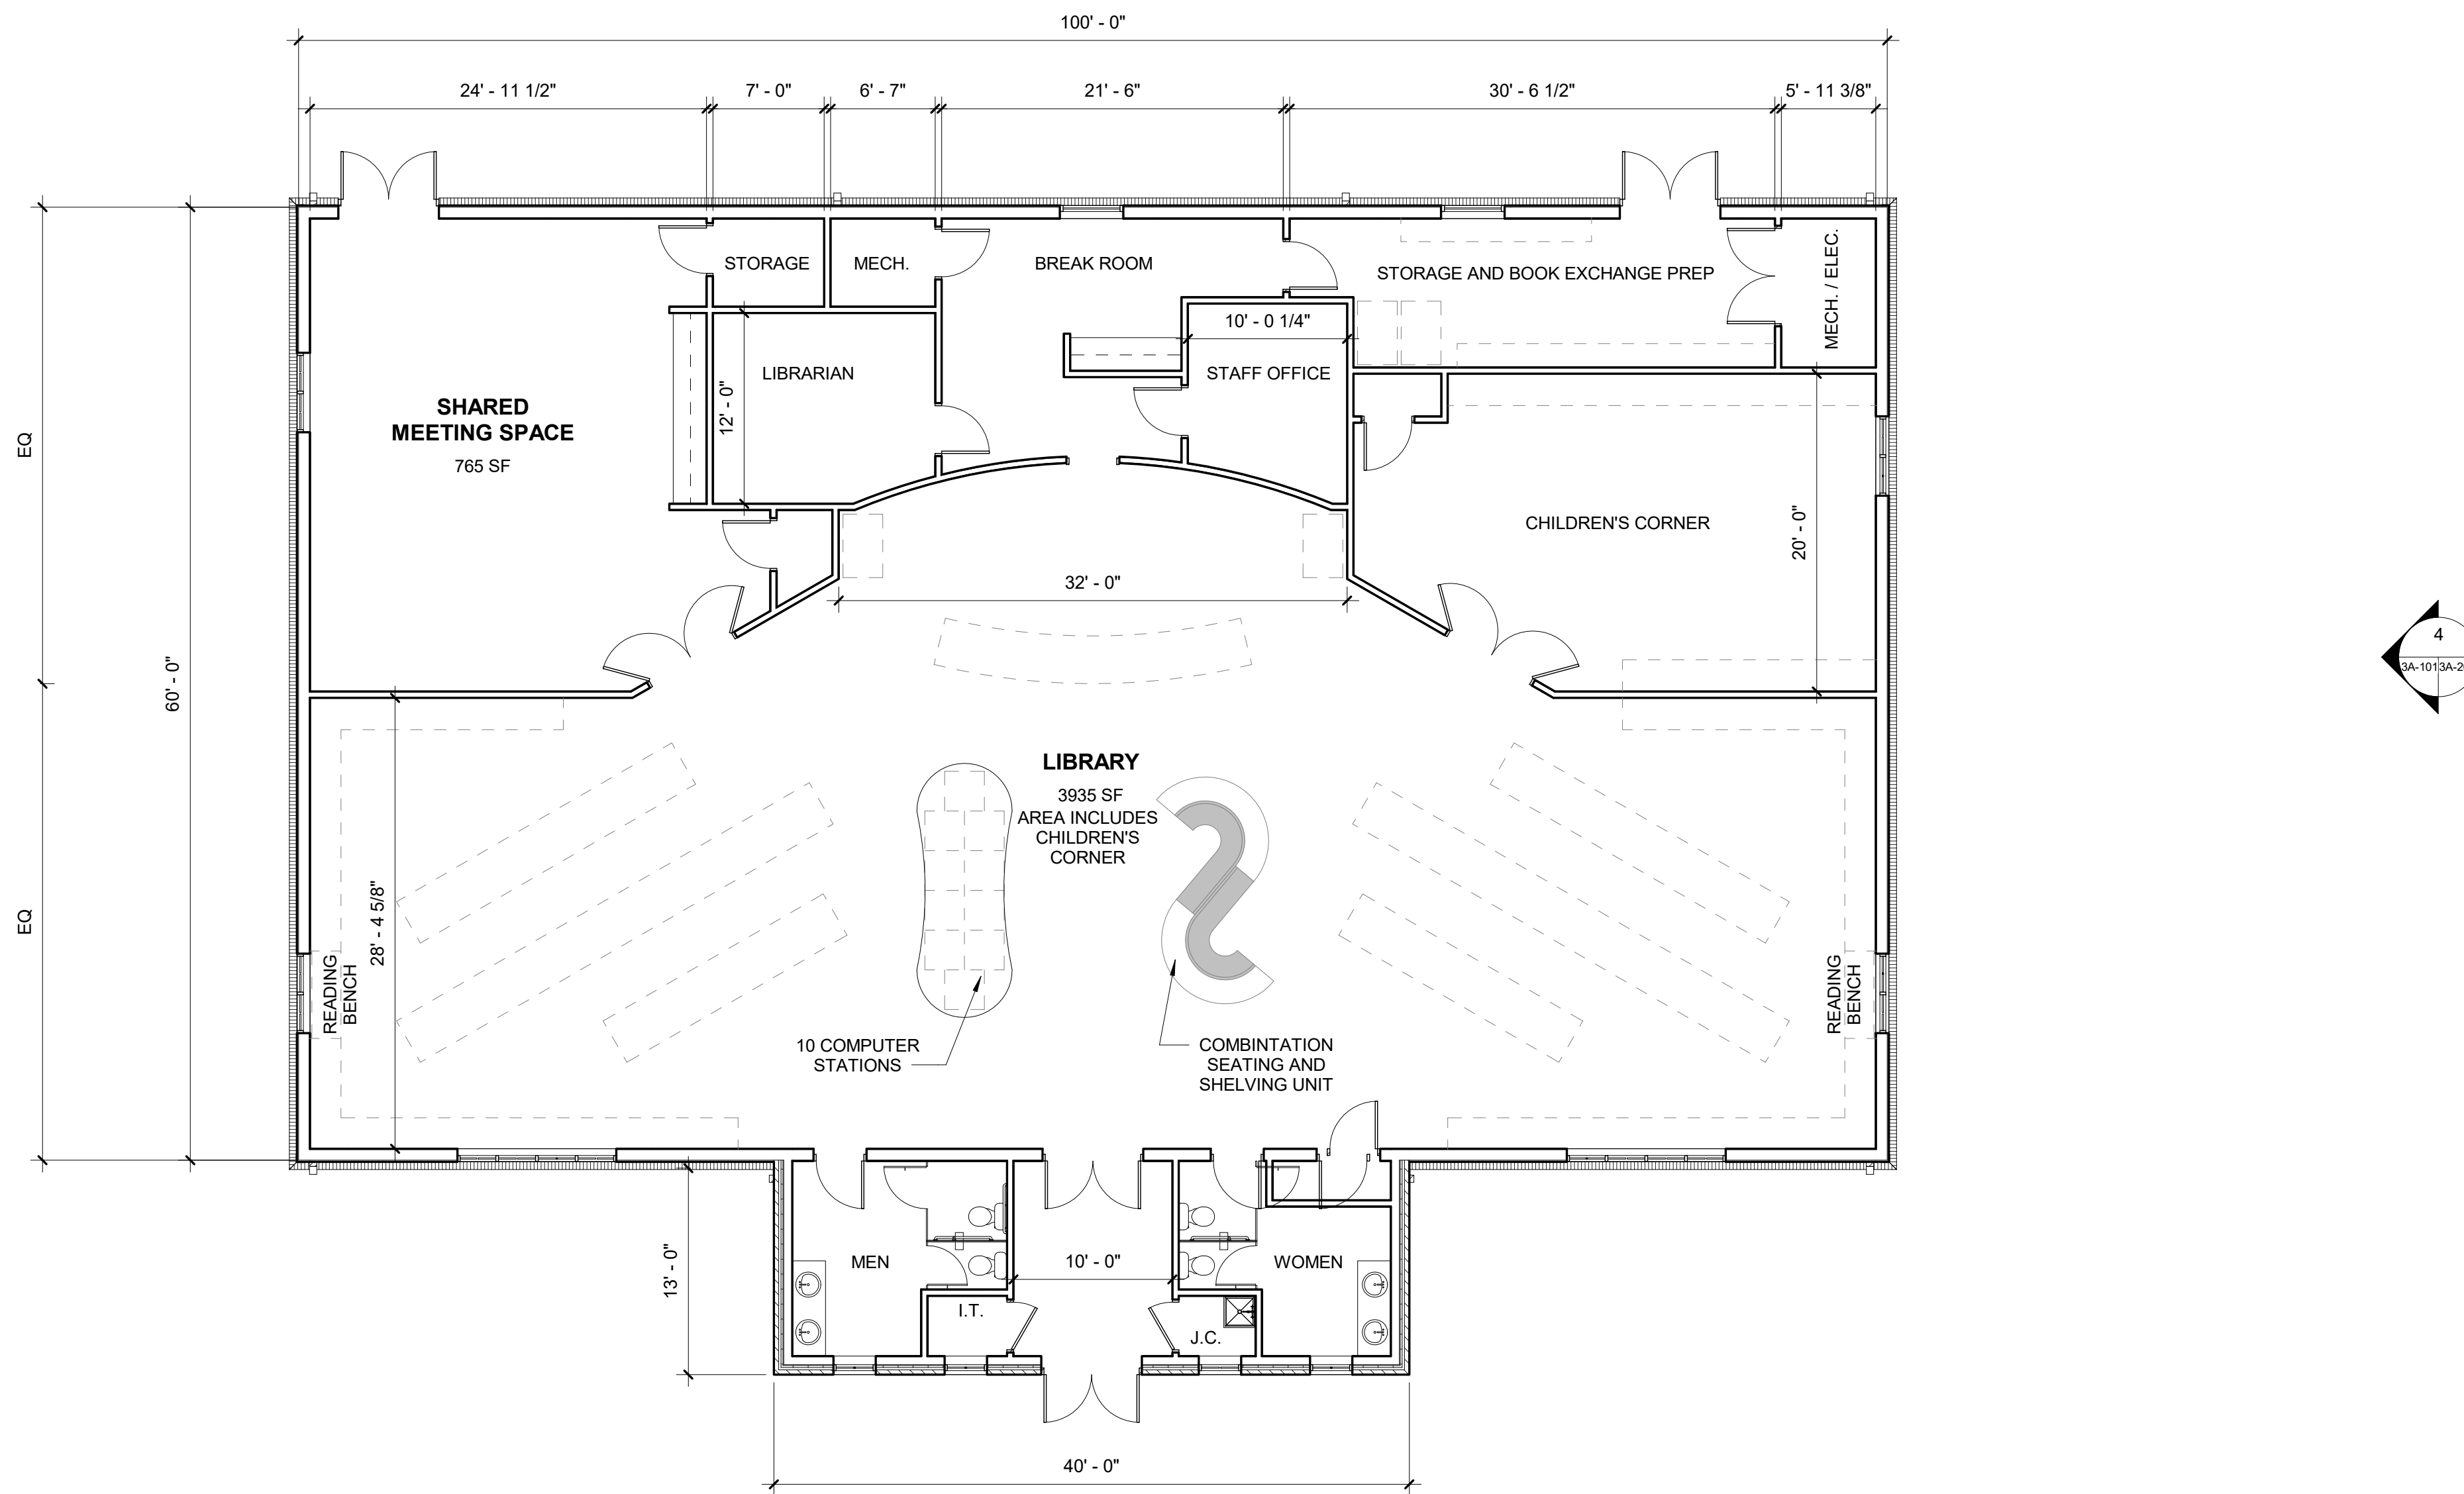 100' - 0"
24' - 11 1/2"
7' - 0"
6' - 7"
21' - 6"
30' - 6 1/2"
5' - 11 3/8"
STORAGE
MECH.
BREAK ROOM
STORAGE AND BOOK EXCHANGE PREP
MECH. / ELEC.
10' - 0 1/4"
LIBRARIAN
STAFF OFFICE
12' - 0"
SHARED
MEETING SPACE
765 SF
EQ
CHILDREN'S CORNER
20' - 0"
32' - 0"
60' - 0"
4
3A-101
LIBRARY
3935 SF
AREA INCLUDES
CHILDREN'S
CORNER
28' - 4 5/8"
EQ
READING
BENCH
READING
BENCH
10 COMPUTER
STATIONS
COMBINTATION
SEATING AND
SHELVING UNIT
13' - 0"
MEN
10' - 0"
WOMEN
I.T.
J.C.
40' - 0"